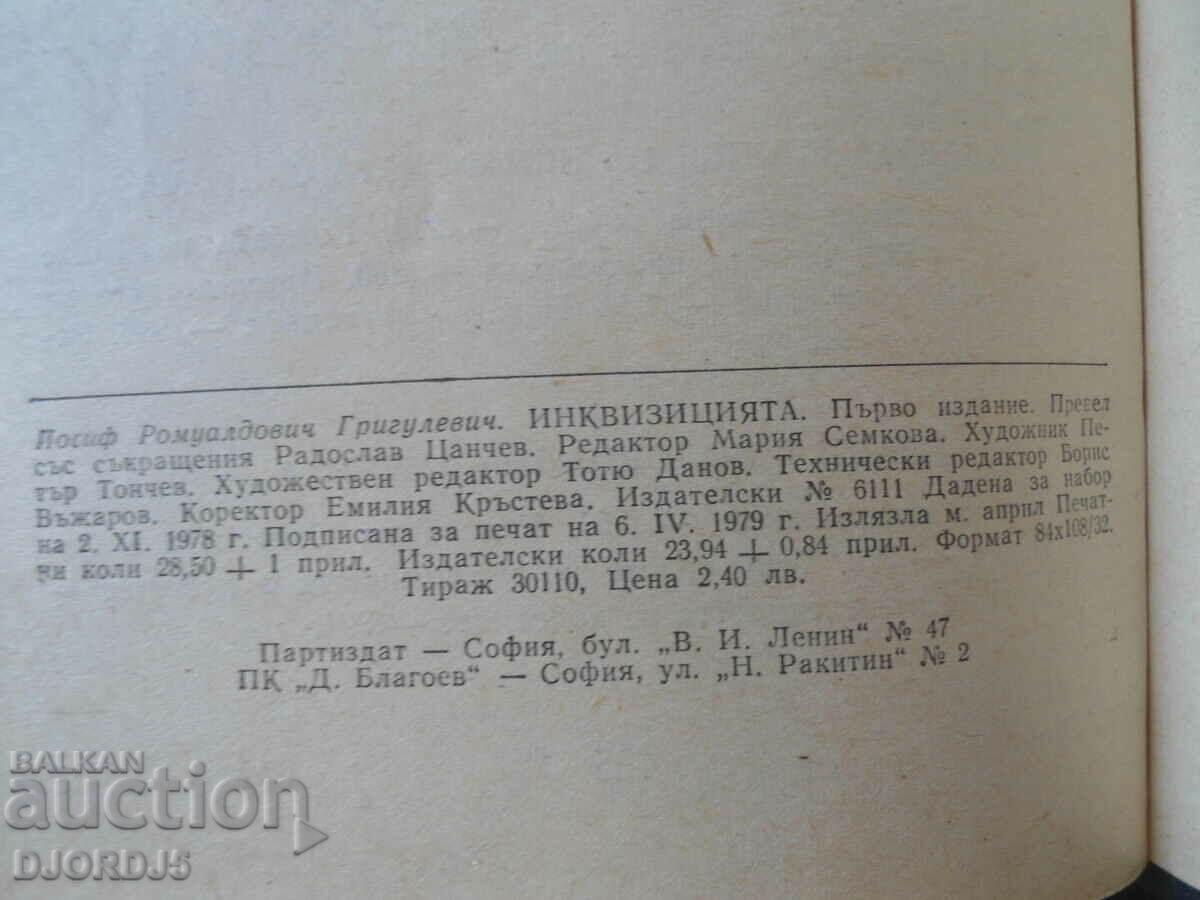 Йосиф Ромуалдович Григулевич. ИНКВИЗИЦИЯТА. Първо издание. Превел
със съкращения Радослав Цанчев. Редактор Мария Семкова. Художник Пе-
тър Тончев. Художествен редактор Тотю Данов. Технически редактор Борис
Въжаров. Коректор Емилия Кръстева. Издателски № 6111 Дадена за набор
на 2. XI. 1978 г. Подписана за печат на 6. IV. 1979 г. Излязла м. април Печат-
ни коли 28,50 + 1 прил. Издателски коли 23,94 + 0,84 прил. Формат 84х108/32.
Тираж 30110, Цена 2,40 лв.
Партиздат — София, бул. „В. И. Ленин“ № 47
ПК „Д. Благоев“ — София, ул. „Н. Ракитин“ № 2
BALKAN
auction
DJORDJ5